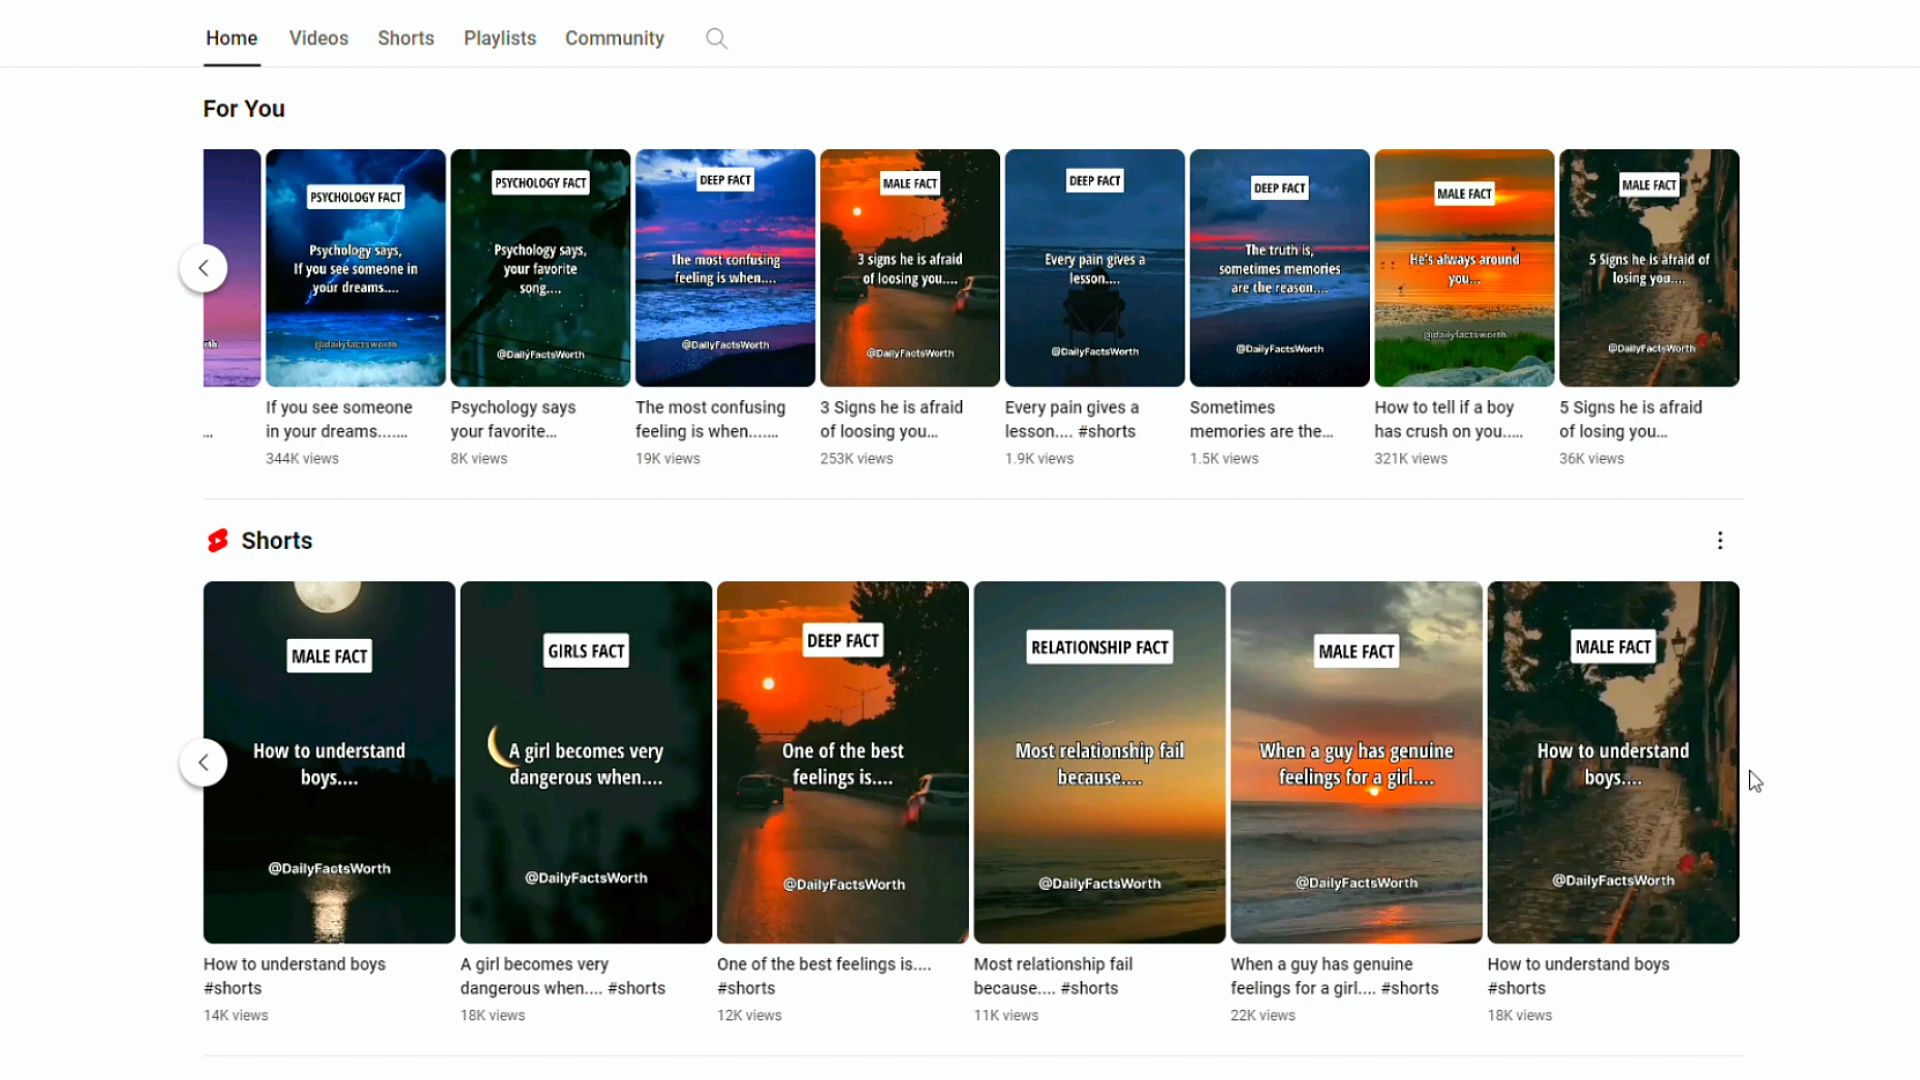 Home
Videos
Shorts
Playlists
Community
For You
PSYCHOLOGY FACT
Psychology says,
If you see someone in
your dreams....
@dailyfactsworth
PSYCHOLOGY FACT
Psychology says,
your favorite
song....
@DailyFactsWorth
DEEP FACT
The most confusing
feeling is when....
@DailyFactsWorth
MALE FACT
3 signs he is afraid
of loosing you....
@DailyFactsWorth
DEEP FACT
Every pain gives a
lesson....
@DailyFactsWorth
DEEP FACT
The truth is,
sometimes memories
are the reason....
@DailyFactsWorth
MALE FACT
He's always around
you...
@dailyfactsworth
MALE FACT
5 Signs he is afraid of
losing you....
@DailyFactsWorth
...
If you see someone
in your dreams......
344K views
Psychology says
your favorite...
8K views
The most confusing
feeling is when......
19K views
3 Signs he is afraid
of loosing you...
253K views
Every pain gives a
lesson.... #shorts
1.9K views
Sometimes
memories are the...
1.5K views
How to tell if a boy
has crush on you.....
321K views
5 Signs he is afraid
of losing you...
36K views
Shorts
MALE FACT
How to understand
boys....
@DailyFactsWorth
GIRLS FACT
A girl becomes very
dangerous when....
@DailyFactsWorth
DEEP FACT
One of the best
feelings is....
@DailyFactsWorth
RELATIONSHIP FACT
Most relationship fail
because....
@DailyFactsWorth
MALE FACT
When a guy has genuine
feelings for a girl....
@DailyFactsWorth
MALE FACT
How to understand
boys....
@DailyFactsWorth
How to understand boys
#shorts
14K views
A girl becomes very
dangerous when.... #shorts
18K views
One of the best feelings is....
#shorts
12K views
Most relationship fail
because.... #shorts
11K views
When a guy has genuine
feelings for a girl.... #shorts
22K views
How to understand boys
#shorts
18K views